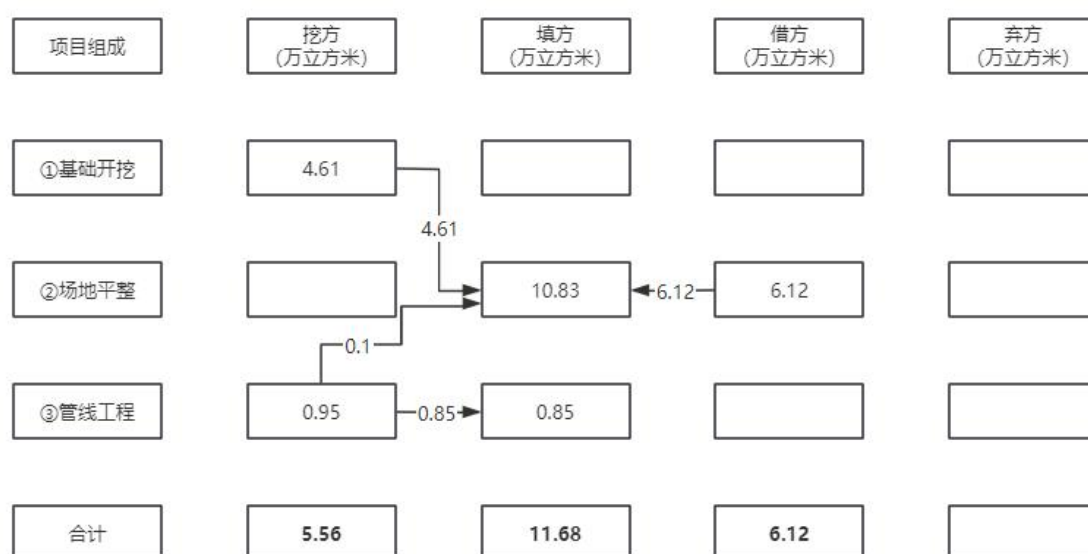 项目组成
挖方
(万立方米)
填方
(万立方米)
借方
(万立方米)
弃方
(万立方米)
①基础开挖
4.61
4.61
②场地平整
10.83
6.12
6.12
0.1
③管线工程
0.95
0.85
0.85
合计
5.56
11.68
6.12